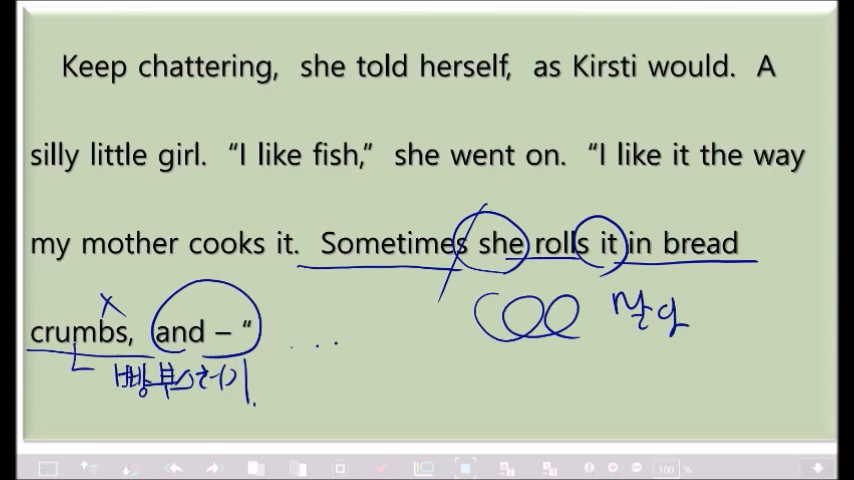 Keep chattering, she told herself, as Kirsti would. A
silly little girl. “I like fish,” she went on. “I like it the way
my mother cooks it. Sometimes she rolls it in bread
crumbs, and – “ ...
빵부스러기.
100 %